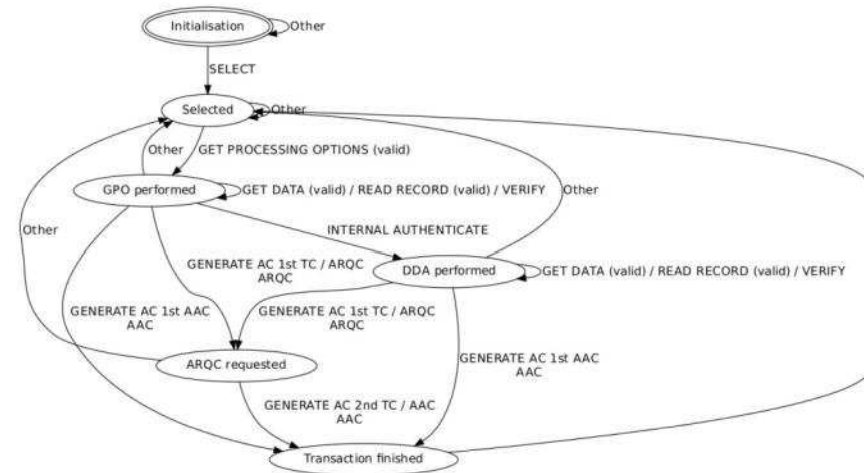 Initialisation
Other
SELECT
Selected
Other
Other
GET PROCESSING OPTIONS (valid)
GPO performed
GET DATA (valid) / READ RECORD (valid) / VERIFY
Other
Other
INTERNAL AUTHENTICATE
GENERATE AC 1st TC / ARQC
ARQC
DDA performed
GET DATA (valid) / READ RECORD (valid) / VERIFY
GENERATE AC 1st AAC
AAC
GENERATE AC 1st TC / ARQC
ARQC
ARQC requested
GENERATE AC 1st AAC
AAC
GENERATE AC 2nd TC / AAC
AAC
Transaction finished